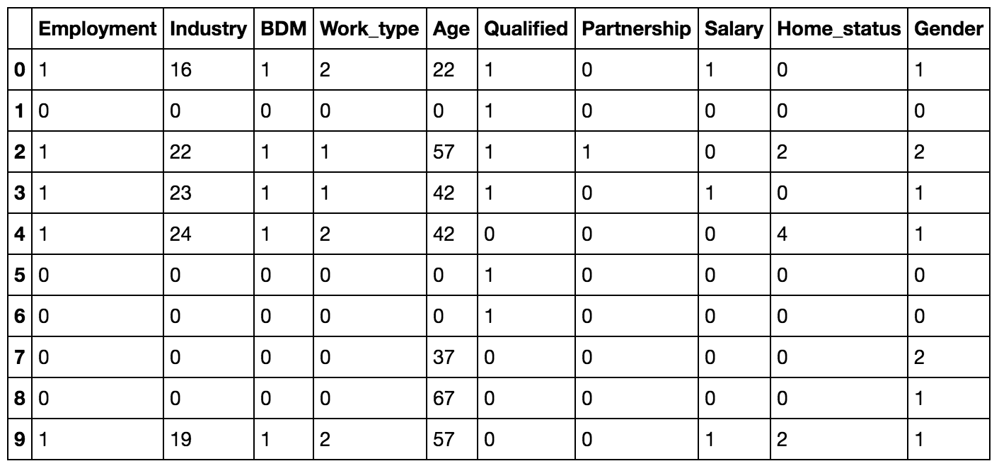 Employment Industry BDM Work_type Age Qualified Partnership Salary Home_status Gender
0 1 16 1 2 22 1 0 1 0 1
1 0 0 0 0 0 1 0 0 0 0
2 1 22 1 1 57 1 1 0 2 2
3 1 23 1 1 42 1 0 1 0 1
4 1 24 1 2 42 0 0 0 4 1
5 0 0 0 0 0 1 0 0 0 0
6 0 0 0 0 0 1 0 0 0 0
7 0 0 0 0 37 0 0 0 0 2
8 0 0 0 0 67 0 0 0 0 1
9 1 19 1 2 57 0 0 1 2 1